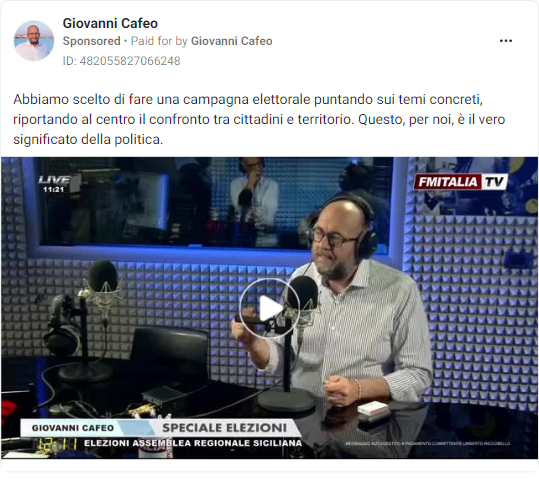 Giovanni Cafeo
Sponsored • Paid for by Giovanni Cafeo
ID: 482055827066248
Abbiamo scelto di fare una campagna elettorale puntando sui temi concreti,
riportando al centro il confronto tra cittadini e territorio. Questo, per noi, è il vero
significato della politica.
LIVE
11:21
FMITALIA TV
GIOVANNI CAFEO
SPECIALE ELEZIONI
ELEZIONI ASSEMBLEA REGIONALE SICILIANA
MESSAGGIO AUTOGESTITO A PAGAMENTO COMMITTENTE UMBERTO